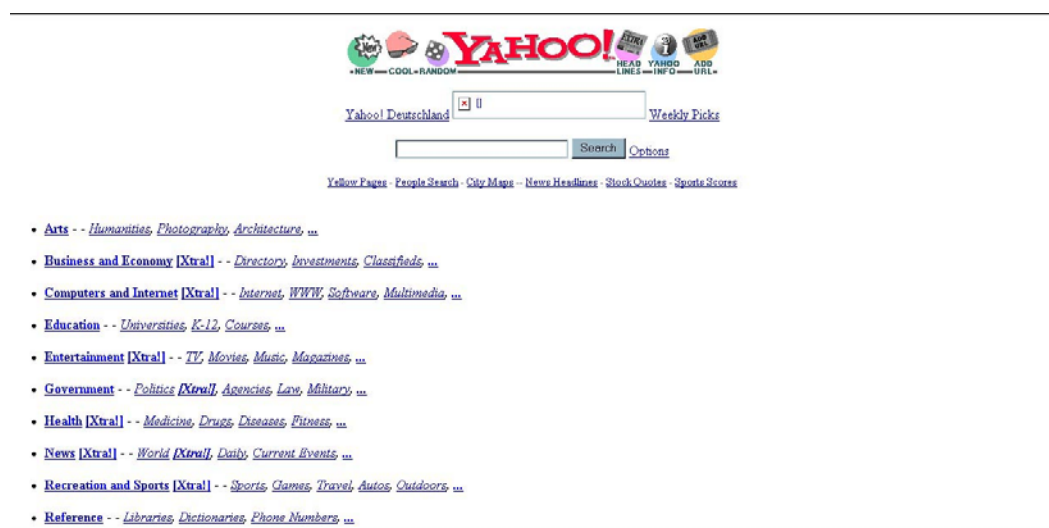 New EXTRA i ADD URL
YAHOO!
NEW COOL RANDOM HEAD LINES YAHOO INFO ADD URL
Yahoo! Deutschland [] Weekly Picks
Search Options
Yellow Pages - People Search - City Maps -- News Headlines - Stock Quotes - Sports Scores
• Arts - - Humanities, Photography, Architecture, ...
• Business and Economy [Xtra!] - - Directory, Investments, Classifieds, ...
• Computers and Internet [Xtra!] - - Internet, WWW, Software, Multimedia, ...
• Education - - Universities, K-12, Courses, ...
• Entertainment [Xtra!] - - TV, Movies, Music, Magazines, ...
• Government - - Politics [Xtra!], Agencies, Law, Military, ...
• Health [Xtra!] - - Medicine, Drugs, Diseases, Fitness, ...
• News [Xtra!] - - World [Xtra!], Daily, Current Events, ...
• Recreation and Sports [Xtra!] - - Sports, Games, Travel, Autos, Outdoors, ...
• Reference - - Libraries, Dictionaries, Phone Numbers, ...